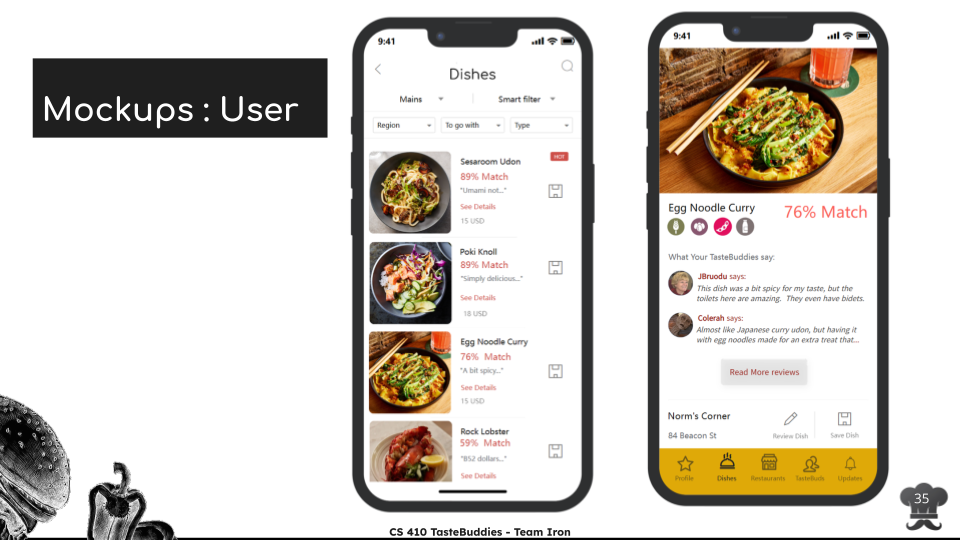 Mockups : User
9:41
Dishes
Mains
Smart filter
Region
To go with
Type
Sesaroom Udon
HOT
89% Match
"Umami not..."
See Details
15 USD
Poki Knoll
89% Match
"Simply delicious..."
See Details
18 USD
Egg Noodle Curry
76% Match
"A bit spicy..."
See Details
15 USD
Rock Lobster
59% Match
"852 dollars..."
See Details
9:41
Egg Noodle Curry
76% Match
What Your TasteBuddies say:
JBruodu says:
This dish was a bit spicy for my taste, but the
toilets here are amazing. They even have bidets.
Colerah says:
Almost like Japanese curry udon, but having it
with egg noodles made for an extra treat that...
Read More reviews
Norm's Corner
84 Beacon St
Review Dish
Save Dish
Profile
Dishes
Restaurants
TasteBuds
Updates
35
CS 410 TasteBuddies - Team Iron